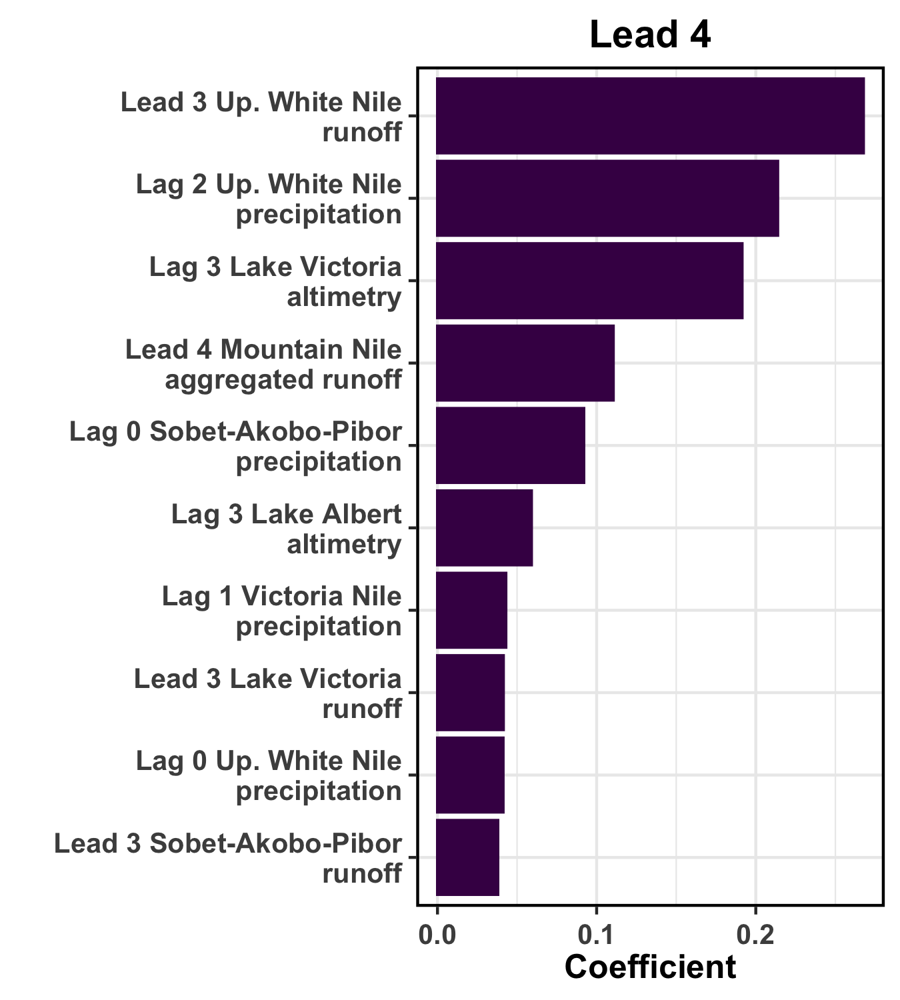 Lead 4
Lead 3 Up. White Nile
runoff
Lag 2 Up. White Nile
precipitation
Lag 3 Lake Victoria
altimetry
Lead 4 Mountain Nile
aggregated runoff
Lag 0 Sobet-Akobo-Pibor
precipitation
Lag 3 Lake Albert
altimetry
Lag 1 Victoria Nile
precipitation
Lead 3 Lake Victoria
runoff
Lag 0 Up. White Nile
precipitation
Lead 3 Sobet-Akobo-Pibor
runoff
0.0 0.1 0.2
Coefficient